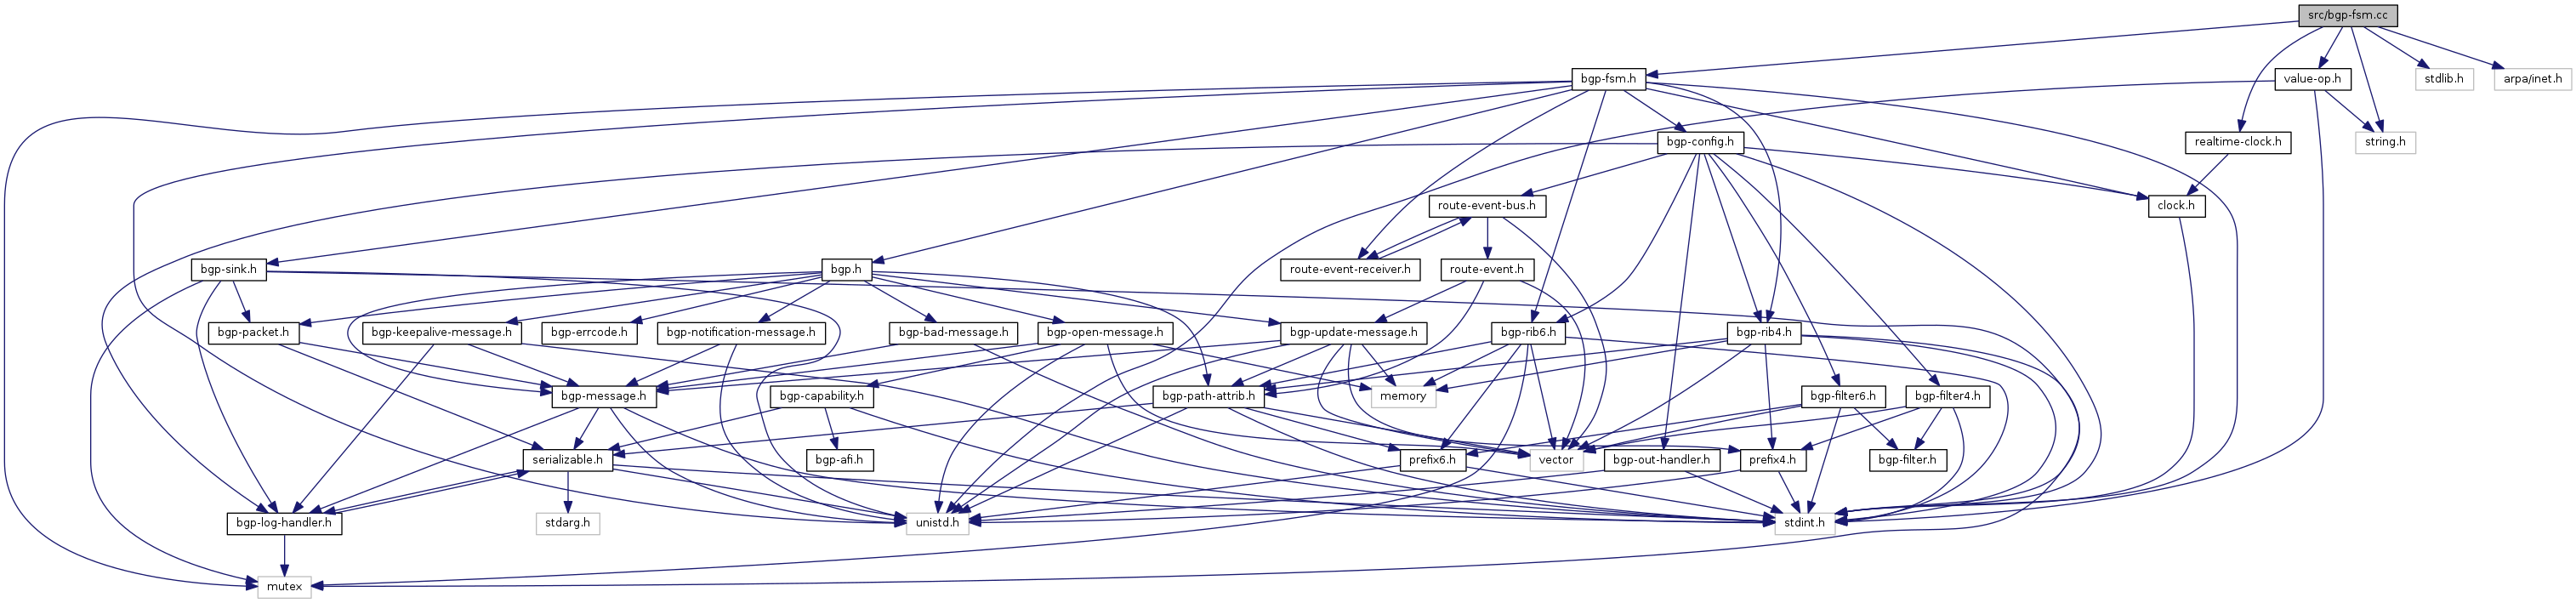 src/bgp-fsm.cc
bgp-fsm.h
value-op.h
stdlib.h
arpa/inet.h
bgp-config.h
realtime-clock.h
string.h
route-event-bus.h
clock.h
bgp-sink.h
bgp.h
route-event-receiver.h
route-event.h
bgp-packet.h
bgp-keepalive-message.h
bgp-errcode.h
bgp-notification-message.h
bgp-bad-message.h
bgp-open-message.h
bgp-update-message.h
bgp-rib6.h
bgp-rib4.h
bgp-message.h
bgp-capability.h
bgp-path-attrib.h
memory
bgp-filter6.h
bgp-filter4.h
serializable.h
bgp-afi.h
prefix6.h
vector
bgp-out-handler.h
prefix4.h
bgp-filter.h
bgp-log-handler.h
stdarg.h
unistd.h
stdint.h
mutex